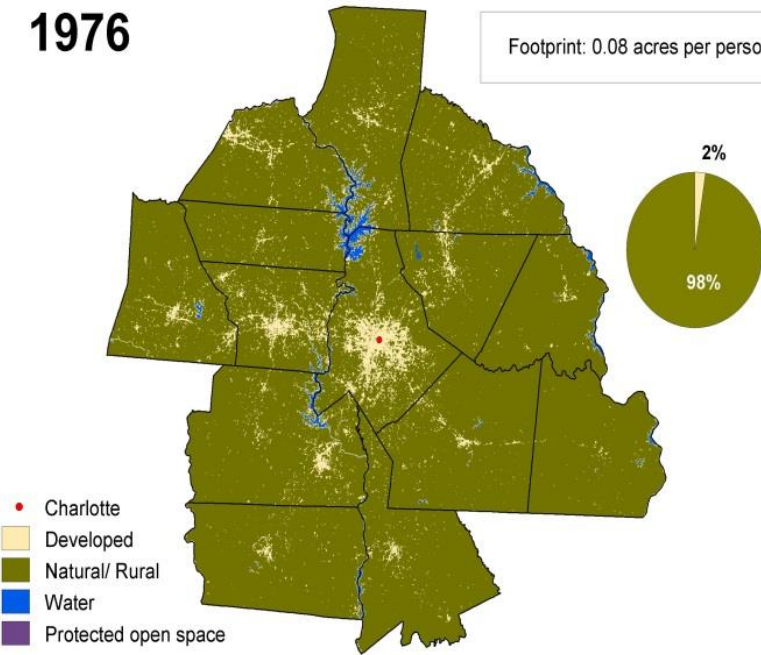 1976
Footprint: 0.08 acres per perso
2%
98%
Charlotte
Developed
Natural/ Rural
Water
Protected open space